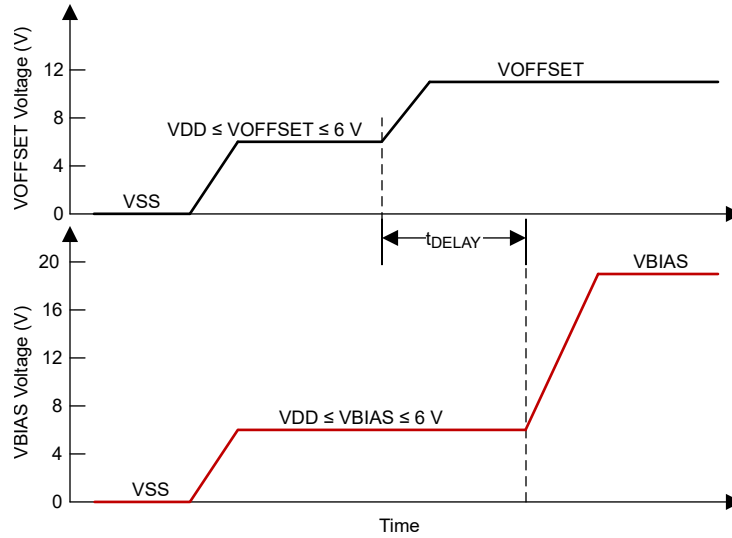 VOFFSET Voltage (V)
12
8
4
0
VSS
VDD ≤ VOFFSET ≤ 6 V
VOFFSET
tDELAY
VBIAS Voltage (V)
20
16
12
8
4
0
VSS
VDD ≤ VBIAS ≤ 6 V
VBIAS
Time